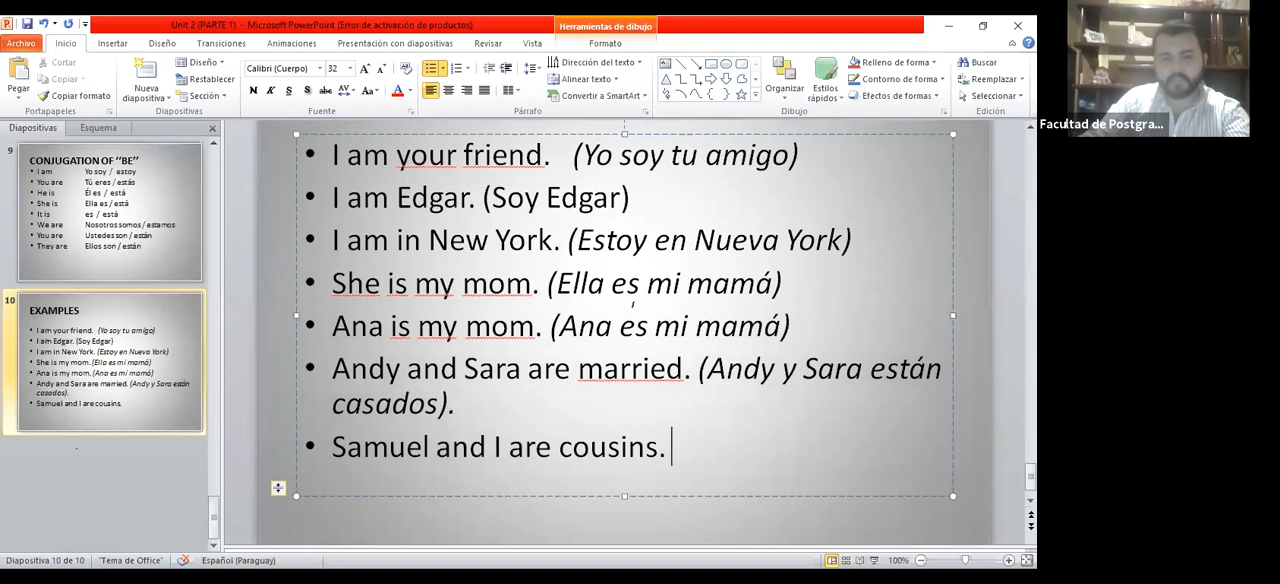 Unit 2 (PARTE 1) - Microsoft PowerPoint (Error de activación de productos)
Herramientas de dibujo
Archivo Inicio Insertar Diseño Transiciones Animaciones Presentación con diapositivas Revisar Vista Formato
Pegar
Cortar
Copiar
Copiar formato
Portapapeles
Nueva diapositiva
Diseño
Restablecer
Sección
Diapositivas
Calibri (Cuerpo) 32
N K S S abc AV Aa A
Fuente
Dirección del texto
Alinear texto
Convertir a SmartArt
Párrafo
Organizar
Estilos rápidos
Relleno de forma
Contorno de forma
Efectos de formas
Dibujo
Buscar
Reemplazar
Seleccionar
Edición
Facultad de Postgra...
Diapositivas Esquema
9
CONJUGATION OF "BE"
• I am Yo soy / estoy
• You are Tú eres / estás
• He is Él es / está
• She is Ella es / está
• It is es / está
• We are Nosotros somos / estamos
• You are Ustedes son / están
• They are Ellos son / están
10
EXAMPLES
• I am your friend. (Yo soy tu amigo)
• I am Edgar. (Soy Edgar)
• I am in New York. (Estoy en Nueva York)
• She is my mom. (Ella es mi mamá)
• Ana is my mom. (Ana es mi mamá)
• Andy and Sara are married. (Andy y Sara están
casados).
• Samuel and I are cousins.
• I am your friend. (Yo soy tu amigo)
• I am Edgar. (Soy Edgar)
• I am in New York. (Estoy en Nueva York)
• She is my mom. (Ella es mi mamá)
• Ana is my mom. (Ana es mi mamá)
• Andy and Sara are married. (Andy y Sara están
casados).
• Samuel and I are cousins.
Diapositiva 10 de 10 "Tema de Office" Español (Paraguay) 100%